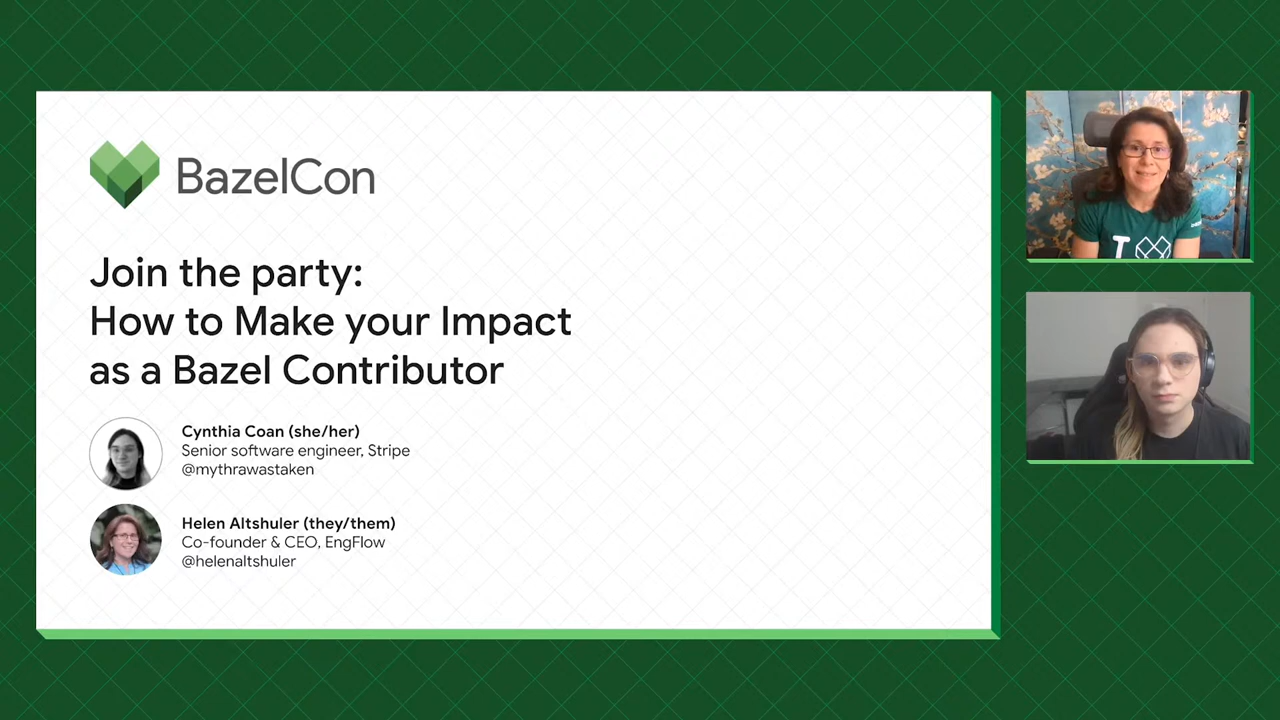 BazelCon
Join the party:
How to Make your Impact
as a Bazel Contributor
Cynthia Coan (she/her)
Senior software engineer, Stripe
@mythrawastaken
Helen Altshuler (they/them)
Co-founder & CEO, EngFlow
@helenaltshuler
I